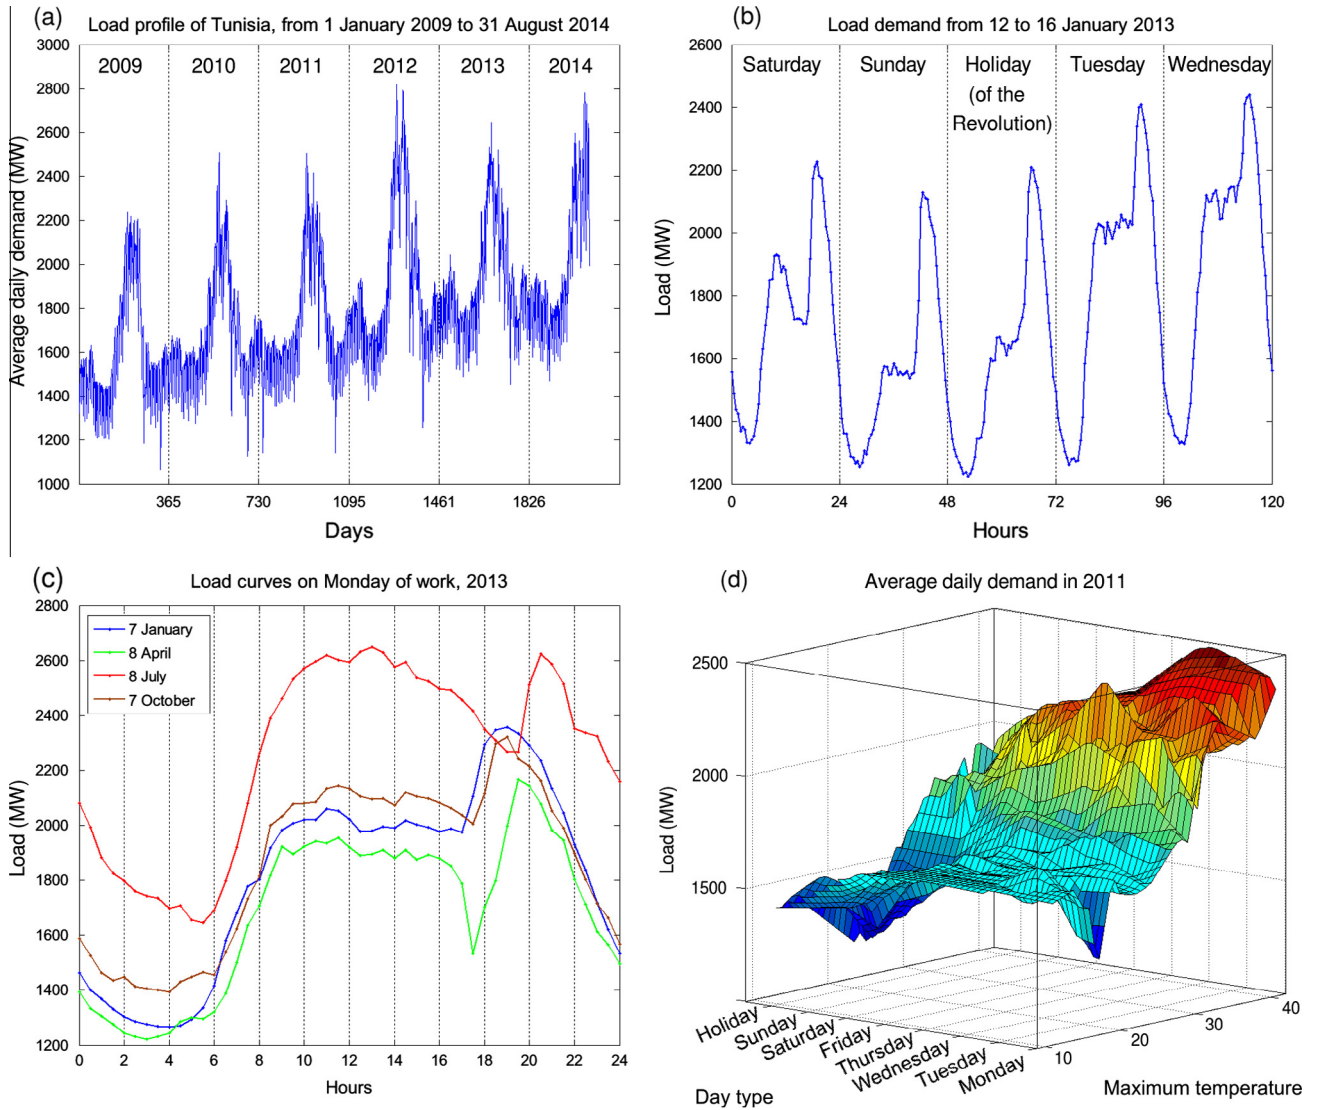 (a)
Load profile of Tunisia, from 1 January 2009 to 31 August 2014
Average daily demand (MW)
3000
2800
2600
2400
2200
2000
1800
1600
1400
1200
1000
2009 2010 2011 2012 2013 2014
365 730 1095 1461 1826
Days
(b)
Load demand from 12 to 16 January 2013
Load (MW)
2600
2400
2200
2000
1800
1600
1400
1200
Saturday Sunday Holiday Tuesday Wednesday
(of the
Revolution)
0 24 48 72 96 120
Hours
(c)
Load curves on Monday of work, 2013
Load (MW)
2800
2600
2400
2200
2000
1800
1600
1400
1200
7 January
8 April
8 July
7 October
0 2 4 6 8 10 12 14 16 18 20 22 24
Hours
(d)
Average daily demand in 2011
Load (MW)
2500
2000
1500
Holiday
Sunday
Saturday
Friday
Thursday
Wednesday
Tuesday
Monday
10
20
30
40
Day type
Maximum temperature